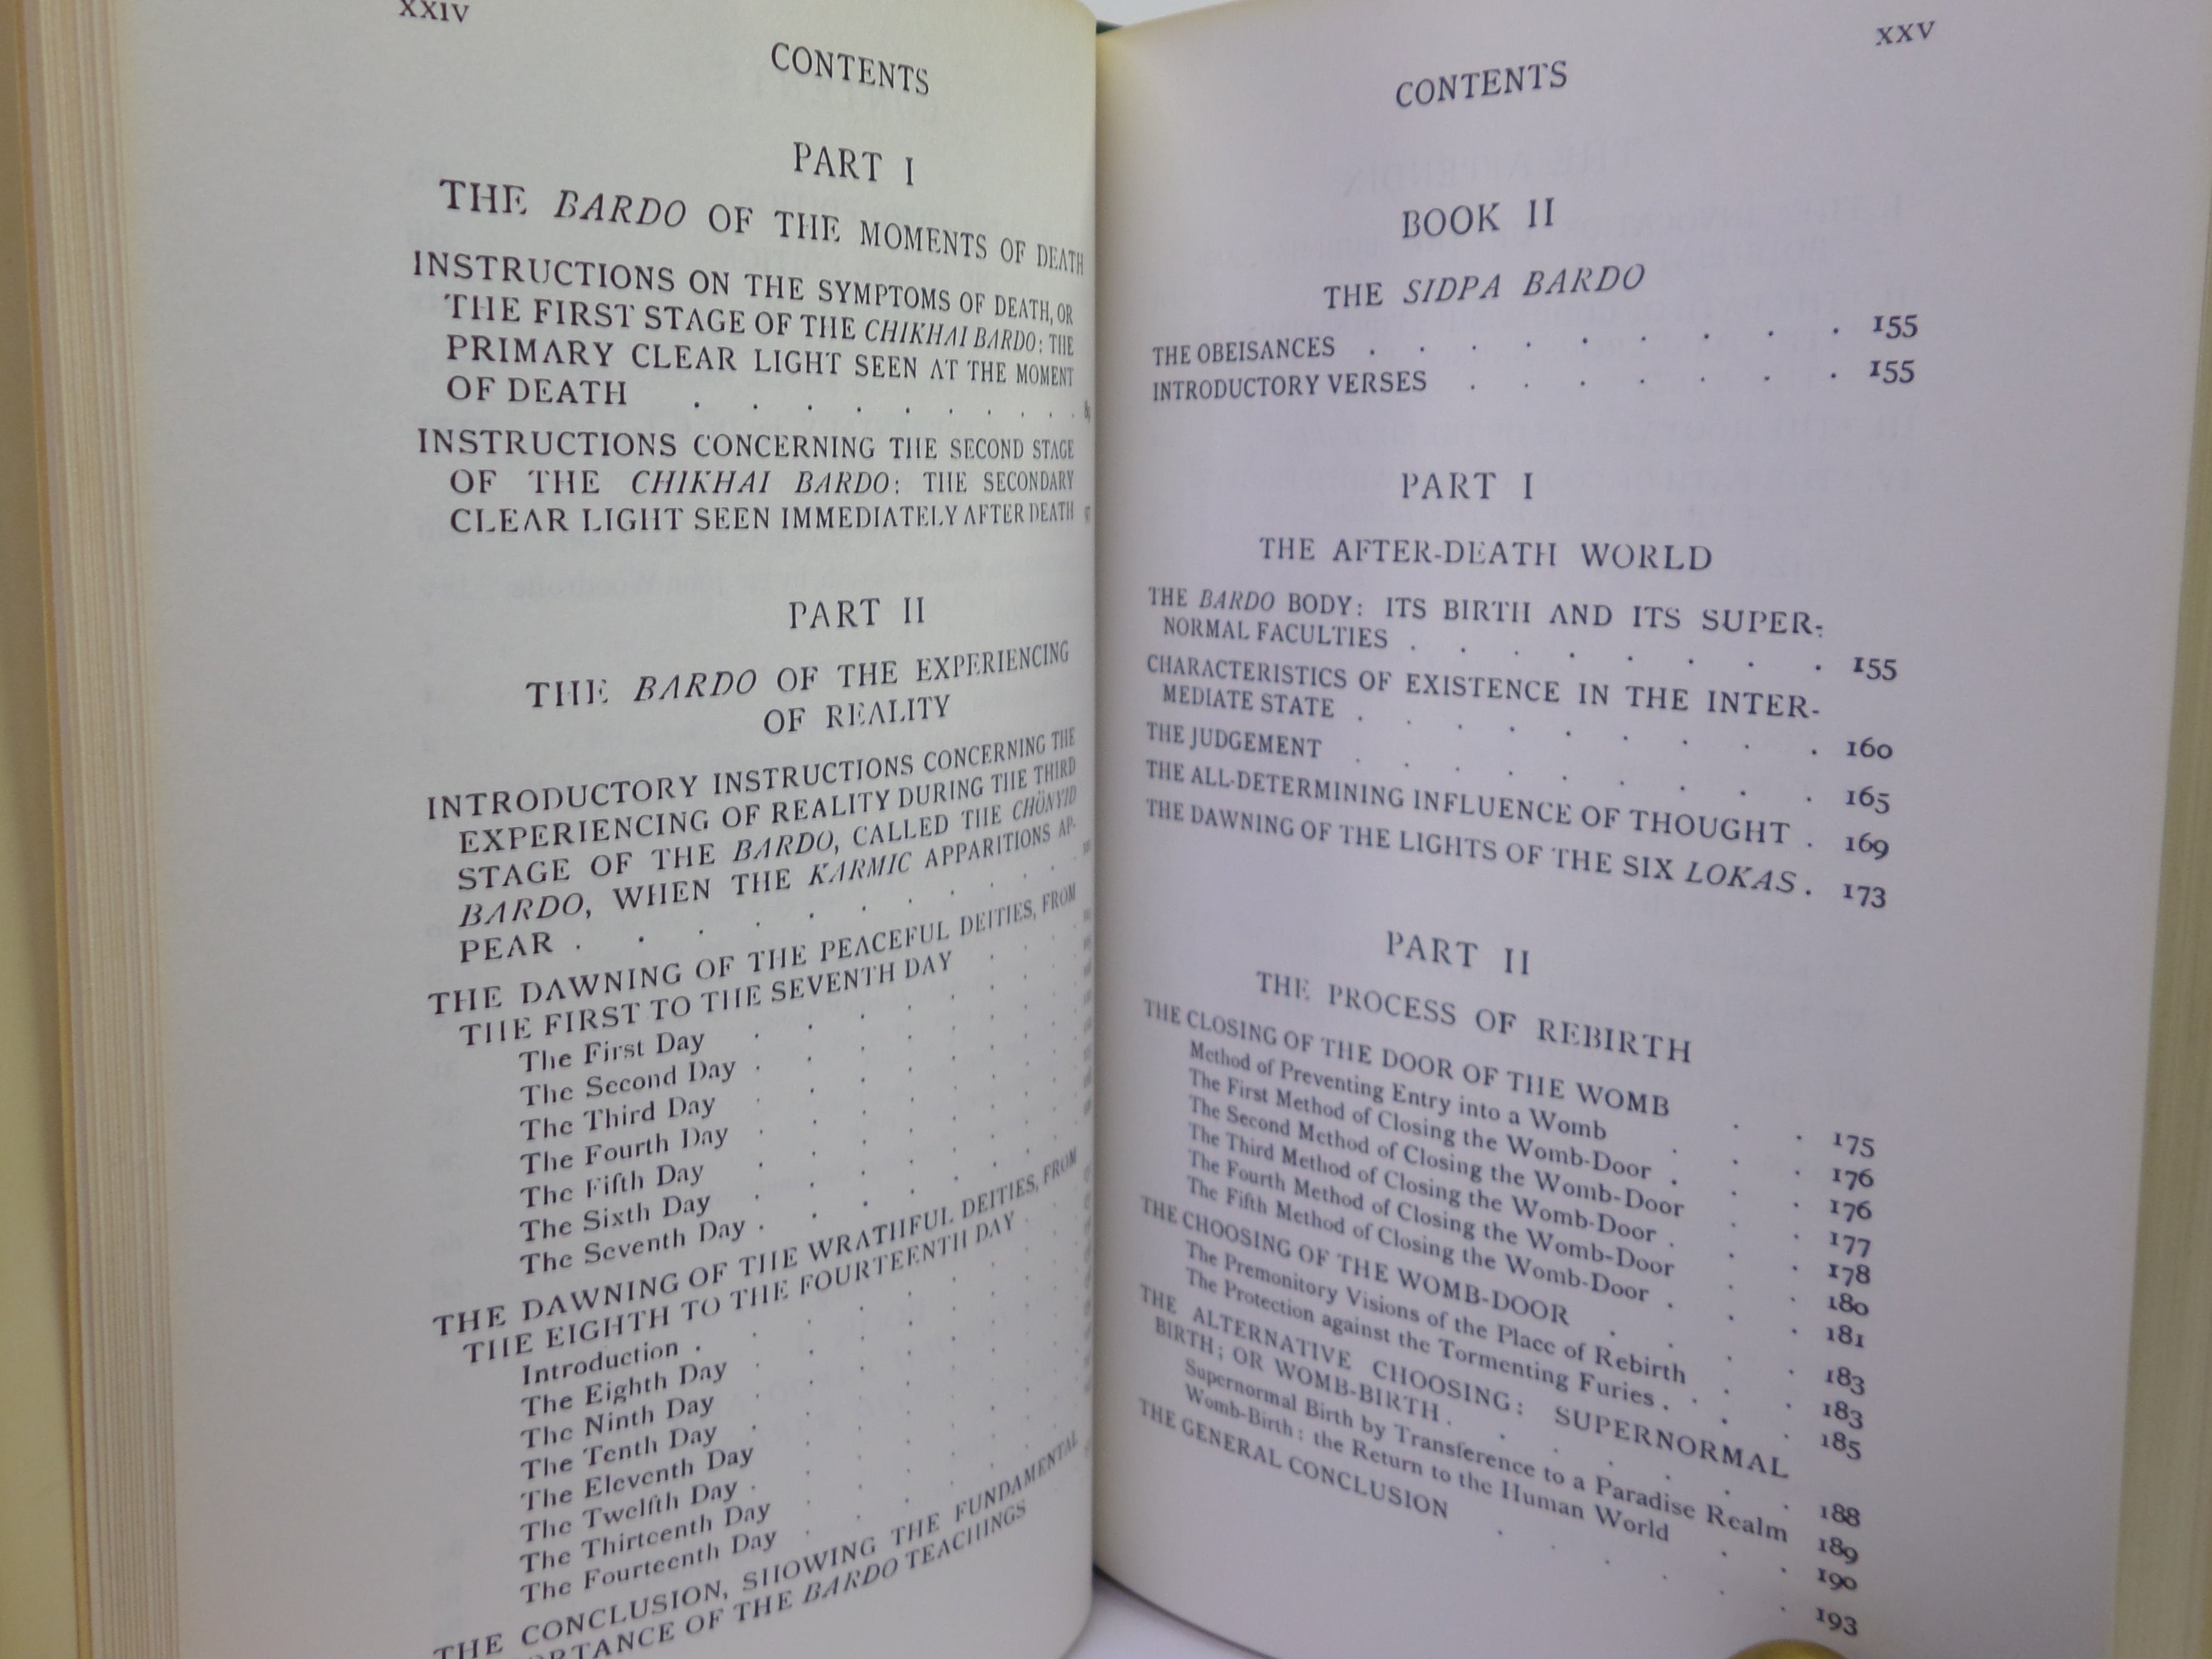 XXIV
CONTENTS
PART I
THE BARDO OF THE MOMENTS OF DEATH
INSTRUCTIONS ON THE SYMPTOMS OF DEATH, OR
THE FIRST STAGE OF THE CHIKHAI BARDO: THE
PRIMARY CLEAR LIGHT SEEN AT THE MOMENT
OF DEATH . . . . . . . . . .
INSTRUCTIONS CONCERNING THE SECOND STAGE
OF THE CHIKHAI BARDO: THE SECONDARY
CLEAR LIGHT SEEN IMMEDIATELY AFTER DEATH
PART II
THE BARDO OF THE EXPERIENCING
OF REALITY
INTRODUCTORY INSTRUCTIONS CONCERNING THE
EXPERIENCING OF REALITY DURING THE THIRD
STAGE OF THE BARDO, CALLED THE CHÖNYID
BARDO, WHEN THE KARMIC APPARITIONS AP-
PEAR . . . . . . . . .
THE DAWNING OF THE PEACEFUL DEITIES, FROM
THE FIRST TO THE SEVENTH DAY
The First Day
The Second Day
The Third Day
The Fourth Day
The Fifth Day
The Sixth Day
The Seventh Day
THE DAWNING OF THE WRATHFUL DEITIES, FROM
THE EIGHTH TO THE FOURTEENTH DAY
Introduction
The Eighth Day
The Ninth Day
The Tenth Day
The Eleventh Day
The Twelfth Day
The Thirteenth Day
The Fourteenth Day
THE CONCLUSION, SHOWING THE FUNDAMENTAL
OF THE BARDO TEACHINGS
XXV
CONTENTS
BOOK II
THE SIDPA BARDO
THE OBEISANCES . . . . . . . . . 155
INTRODUCTORY VERSES . . . . . . . 155
PART I
THE AFTER-DEATH WORLD
THE BARDO BODY: ITS BIRTH AND ITS SUPER-
NORMAL FACULTIES . . . . . . . . 155
CHARACTERISTICS OF EXISTENCE IN THE INTER-
MEDIATE STATE . . . . . . . . 160
THE JUDGEMENT . . . . . . . . 165
THE ALL-DETERMINING INFLUENCE OF THOUGHT . 169
THE DAWNING OF THE LIGHTS OF THE SIX LOKAS . 173
PART II
THE PROCESS OF REBIRTH
THE CLOSING OF THE DOOR OF THE WOMB . . 175
Method of Preventing Entry into a Womb . . . 176
The First Method of Closing the Womb-Door . . . 176
The Second Method of Closing the Womb-Door . . 177
The Third Method of Closing the Womb-Door . . . 178
The Fourth Method of Closing the Womb-Door . . 180
The Fifth Method of Closing the Womb-Door . . . 181
THE CHOOSING OF THE WOMB-DOOR . . . . 183
The Premonitory Visions of the Place of Rebirth . . 183
The Protection against the Tormenting Furies . . . . 185
THE ALTERNATIVE CHOOSING: SUPERNORMAL
BIRTH; OR WOMB-BIRTH . . . . . . 188
Supernormal Birth by Transference to a Paradise Realm 189
Womb-Birth: the Return to the Human World . . 190
THE GENERAL CONCLUSION . . . . . 193